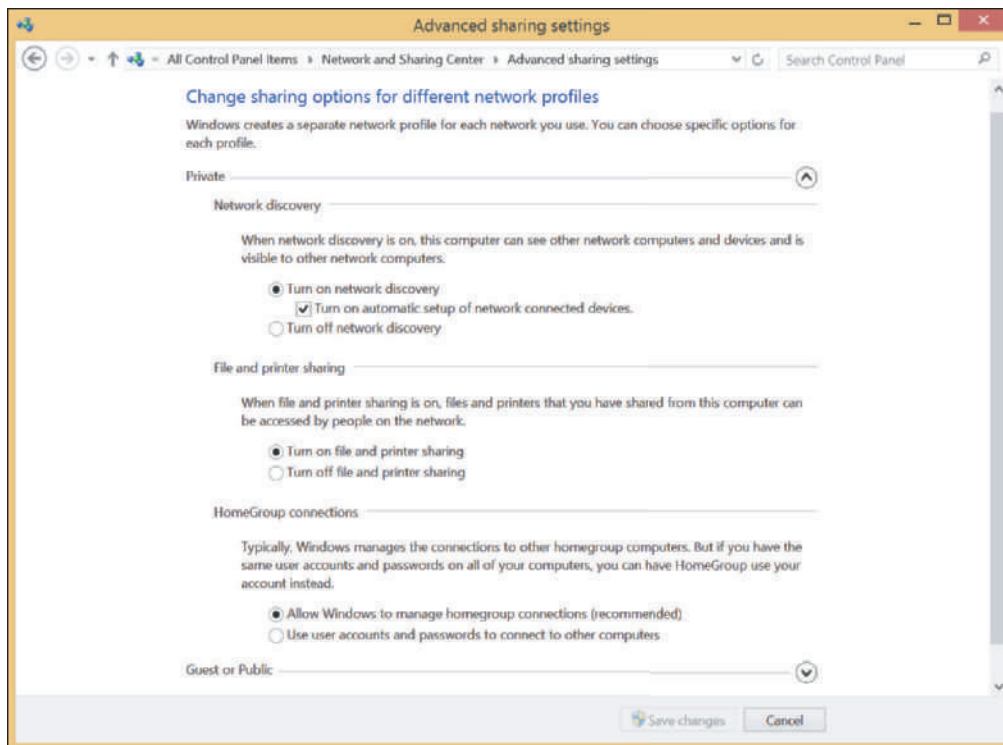 Advanced sharing settings
All Control Panel Items Network and Sharing Center Advanced sharing settings
Search Control Panel
Change sharing options for different network profiles
Windows creates a separate network profile for each network you use. You can choose specific options for
each profile.
Private
Network discovery
When network discovery is on, this computer can see other network computers and devices and is
visible to other network computers.
Turn on network discovery
Turn on automatic setup of network connected devices.
Turn off network discovery
File and printer sharing
When file and printer sharing is on, files and printers that you have shared from this computer can
be accessed by people on the network.
Turn on file and printer sharing
Turn off file and printer sharing
HomeGroup connections
Typically, Windows manages the connections to other homegroup computers. But if you have the
same user accounts and passwords on all of your computers, you can have HomeGroup use your
account instead.
Allow Windows to manage homegroup connections (recommended)
Use user accounts and passwords to connect to other computers
Guest or Public
Save changes
Cancel